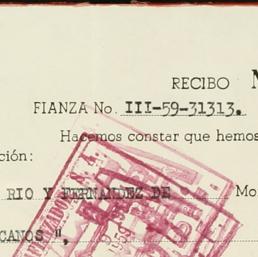 RECIBO N
FIANZA No. III-59-31313.
Hacemos constar que hemos
ción:
RIO Y FERNANDEZ DE Mo
CANOS ",